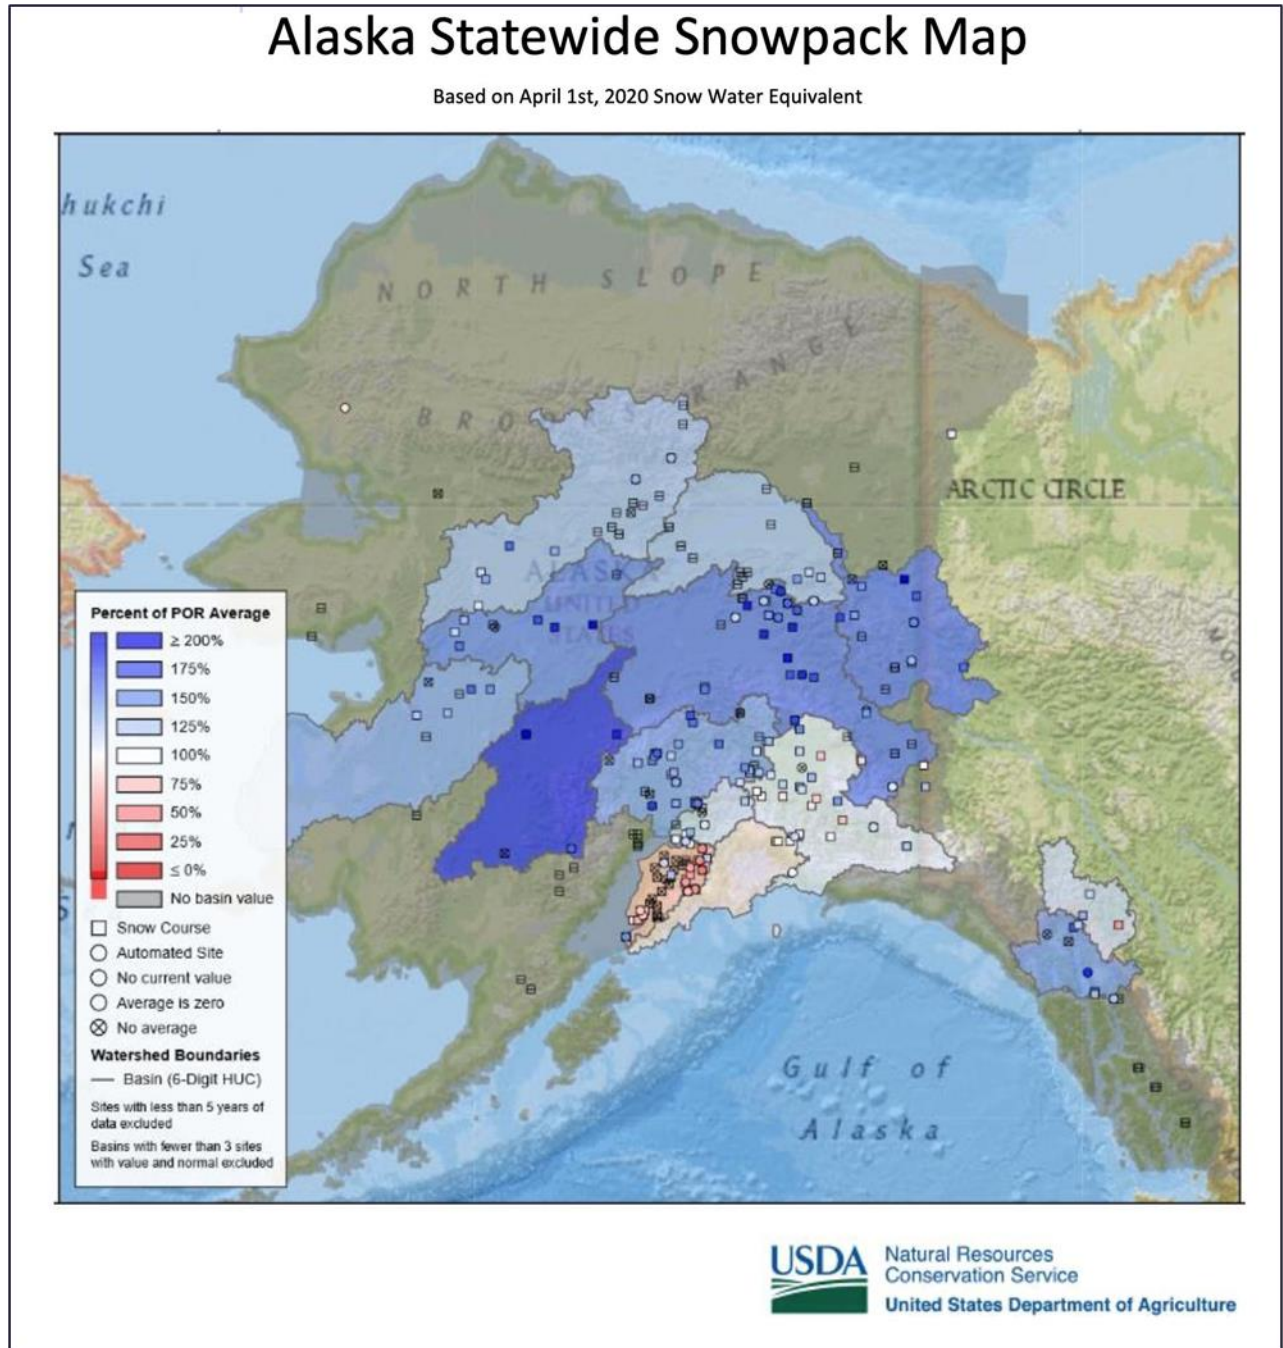 Alaska Statewide Snowpack Map
Based on April 1st, 2020 Snow Water Equivalent
hukchi
Sea
NORTH SLOPE
RANGE
BRO
ARCTIC CIRCLE
ALASKA
UNITED
STATES
Percent of POR Average
≥ 200%
175%
150%
125%
100%
75%
50%
25%
≤ 0%
No basin value
Snow Course
Automated Site
No current value
Average is zero
No average
Watershed Boundaries
Basin (6-Digit HUC)
Sites with less than 5 years of
data excluded
Basins with fewer than 3 sites
with value and normal excluded
Gulf of
Alaska
USDA
Natural Resources
Conservation Service
United States Department of Agriculture